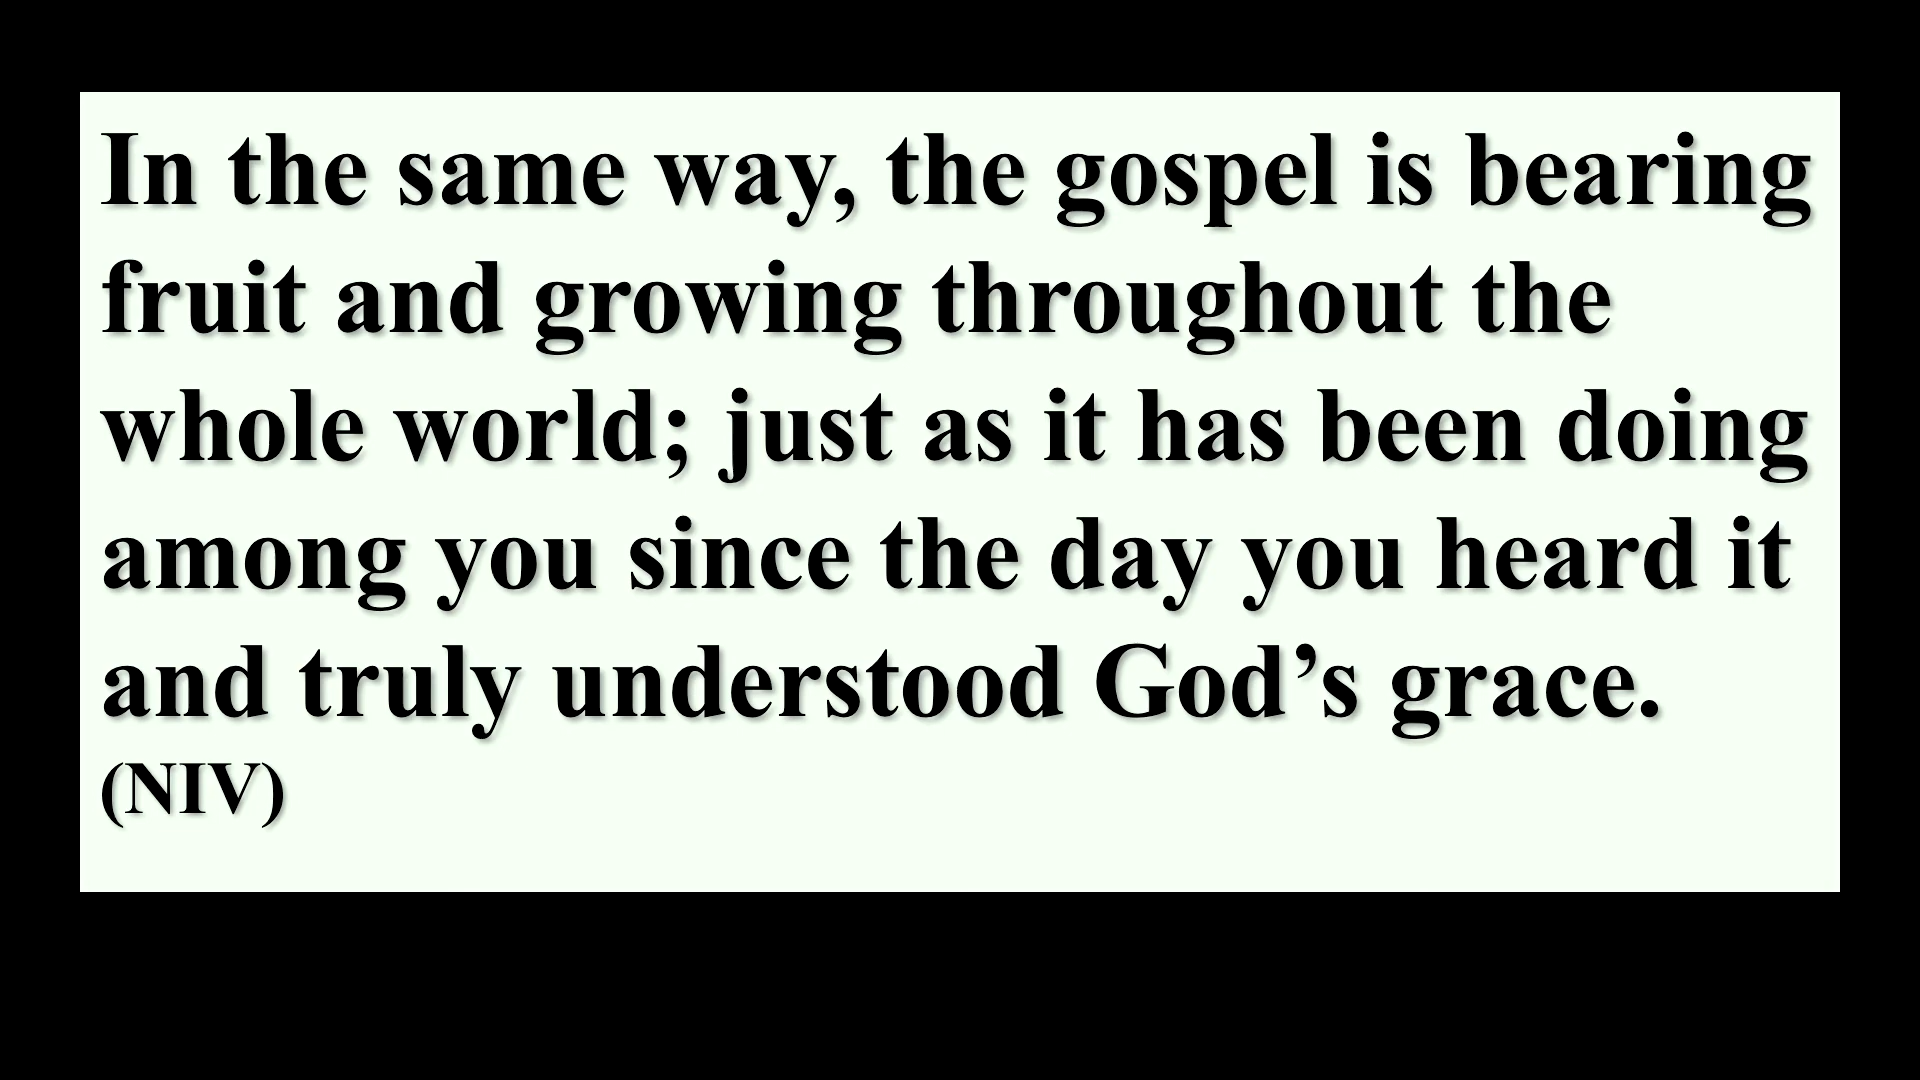 In the same way, the gospel is bearing
fruit and growing throughout the
whole world; just as it has been doing
among you since the day you heard it
and truly understood God’s grace.
(NIV)